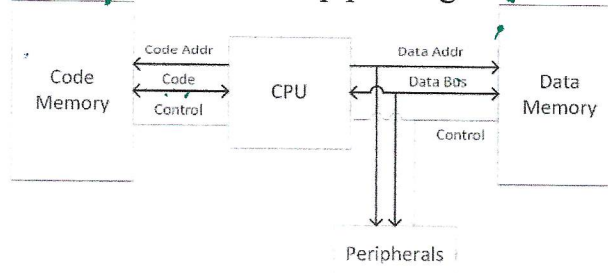 Code Addr
Data Addr
Code
Memory
Code
CPU
Data Bus
Data
Memory
Control
Control
Peripherals